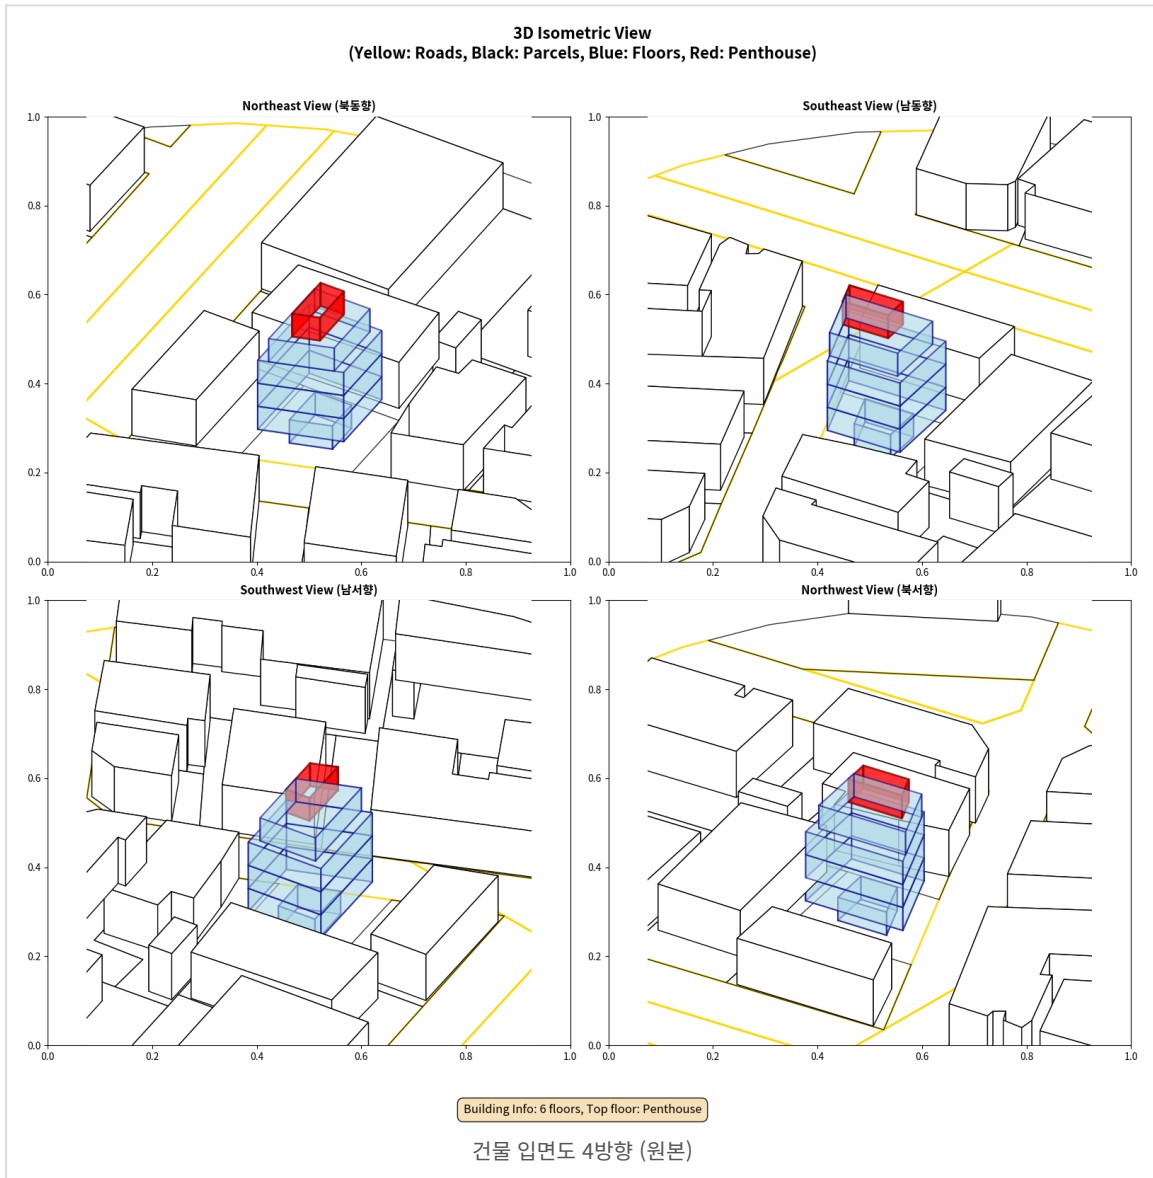 3D Isometric View
(Yellow: Roads, Black: Parcels, Blue: Floors, Red: Penthouse)
Northeast View (북동향)
1.0
0.8
0.6
0.4
0.2
0.0
0.0 0.2 0.4 0.6 0.8 1.0
Southeast View (남동향)
1.0
0.8
0.6
0.4
0.2
0.0
0.0 0.2 0.4 0.6 0.8 1.0
Southwest View (남서향)
1.0
0.8
0.6
0.4
0.2
0.0
0.0 0.2 0.4 0.6 0.8 1.0
Northwest View (북서향)
1.0
0.8
0.6
0.4
0.2
0.0
0.0 0.2 0.4 0.6 0.8 1.0
Building Info: 6 floors, Top floor: Penthouse
건물 입면도 4방향 (원본)